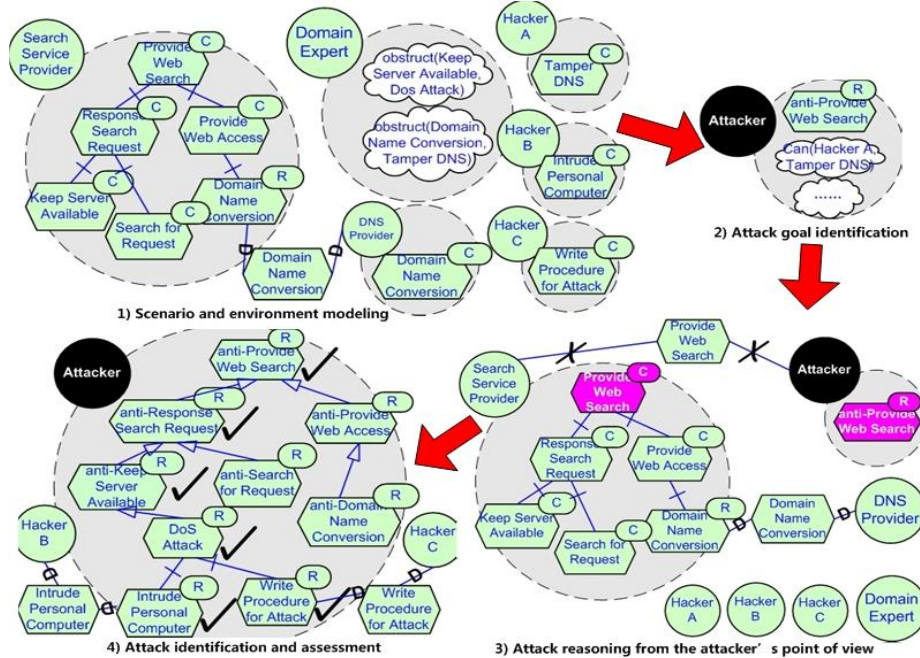 Search
Service
Provider
Provide
Web
Search
C
Response
Search
Request
C
Provide
Web Access
C
Keep Server
Available
C
Search for
Request
C
Domain
Name
Conversion
R
D
Domain
Name
Conversion
D
Domain
Expert
obstruct(Keep
Server Available,
Dos Attack)
obstruct(Domain
Name Conversion,
Tamper DNS)
DNS
Provider
Domain
Name
Conversion
C
Hacker
A
Tamper
DNS
C
Hacker
B
Intrude
Personal
Computer
C
Hacker
C
Write
Procedure
for Attack
C
1) Scenario and environment modeling
Attacker
anti-Provide
Web Search
R
Can(Hacker A,
Tamper DNS)
......
2) Attack goal identification
Attacker
anti-Provide
Web Search
R
anti-Response
Search Request
R
anti-Provide
Web Access
R
anti-Keep
Server
Available
R
anti-Search
for Request
R
anti-Domain
Name
Conversion
R
DoS
Attack
R
Hacker
B
D
Intrude
Personal
Computer
D
Intrude
Personal
Computer
R
Write
Procedure
for Attack
R
D
Hacker
C
D
Write
Procedure
for Attack
4) Attack identification and assessment
Search
Service
Provider
Provide
Web
Search
Attacker
anti-Provide
Web Search
R
Provide
Web
Search
C
Response
Search
Request
C
Provide
Web Access
C
Keep Server
Available
C
Search for
Request
C
Domain
Name
Conversion
R
D
Domain
Name
Conversion
D
DNS
Provider
Hacker
A
Hacker
B
Hacker
C
Domain
Expert
3) Attack reasoning from the attacker's point of view